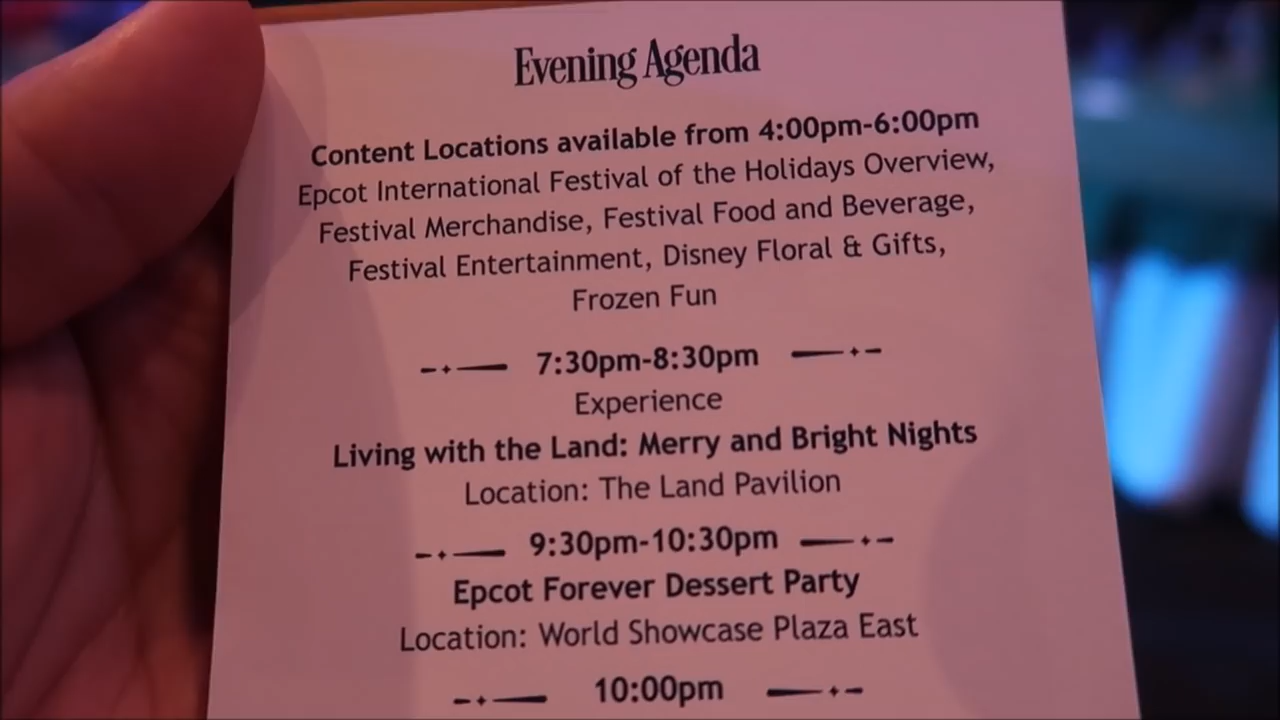 Evening Agenda
Content Locations available from 4:00pm-6:00pm
Epcot International Festival of the Holidays Overview,
Festival Merchandise, Festival Food and Beverage,
Festival Entertainment, Disney Floral & Gifts,
Frozen Fun
7:30pm-8:30pm
Experience
Living with the Land: Merry and Bright Nights
Location: The Land Pavilion
9:30pm-10:30pm
Epcot Forever Dessert Party
Location: World Showcase Plaza East
10:00pm